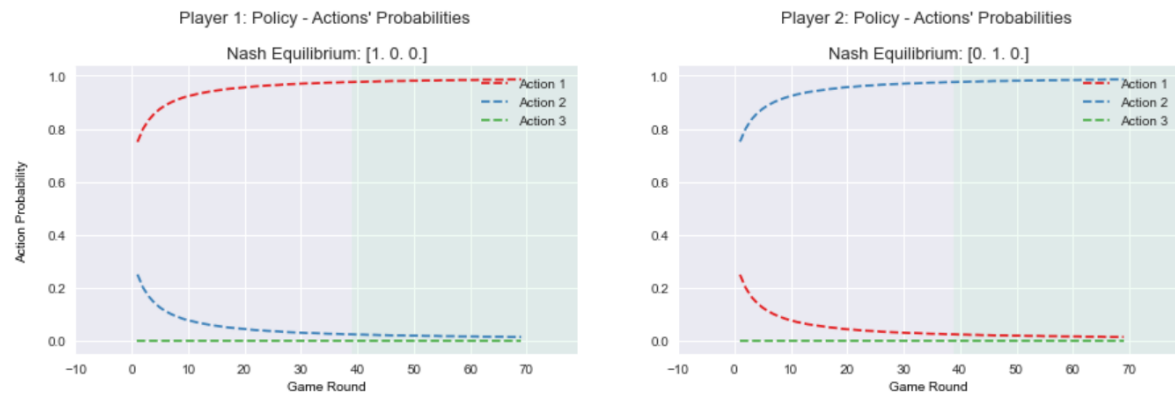 Player 1: Policy - Actions' Probabilities
Nash Equilibrium: [1. 0. 0.]
Action Probability
1.0
0.8
0.6
0.4
0.2
0.0
Action 1
Action 2
Action 3
−10 0 10 20 30 40 50 60 70
Game Round
Player 2: Policy - Actions' Probabilities
Nash Equilibrium: [0. 1. 0.]
1.0
0.8
0.6
0.4
0.2
0.0
Action 1
Action 2
Action 3
−10 0 10 20 30 40 50 60 70
Game Round